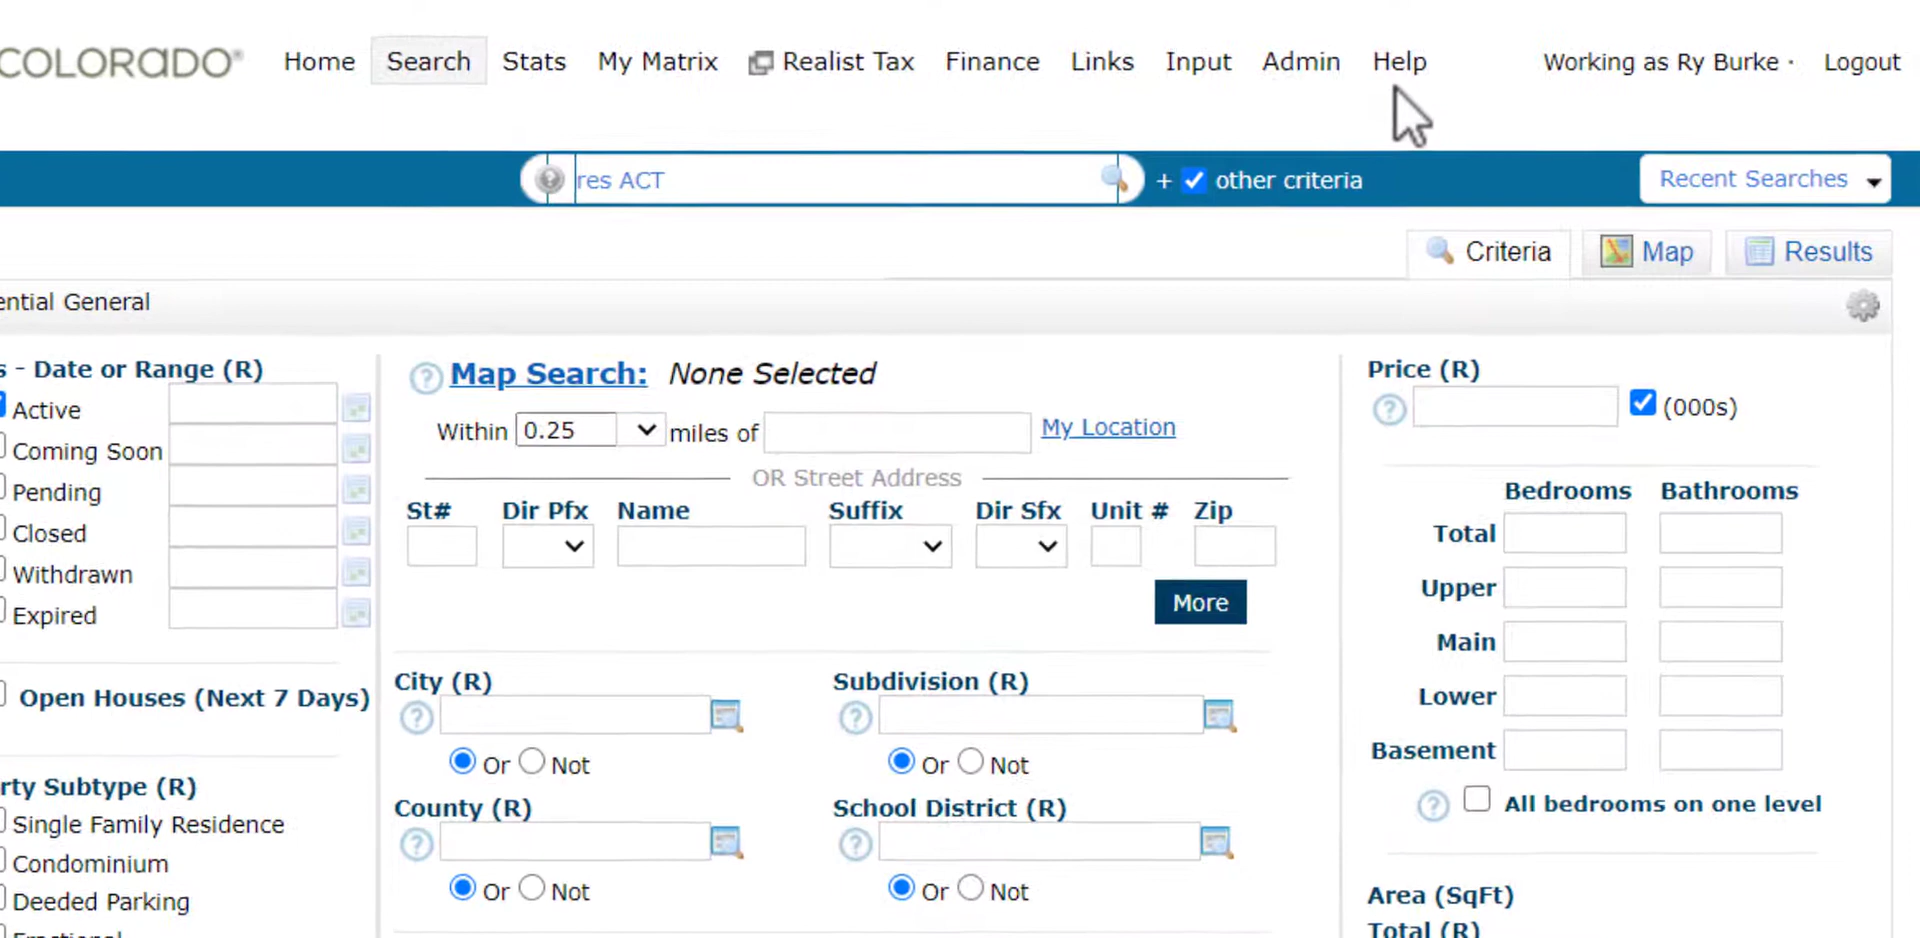 COLORADO®
Home Search Stats My Matrix Realist Tax Finance Links Input Admin Help Working as Ry Burke · Logout
res ACT + other criteria Recent Searches
Criteria Map Results
ential General
s - Date or Range (R)
Active
Coming Soon
Pending
Closed
Withdrawn
Expired
Open Houses (Next 7 Days)
rty Subtype (R)
Single Family Residence
Condominium
Deeded Parking
Map Search: None Selected
Within 0.25 miles of My Location
OR Street Address
St# Dir Pfx Name Suffix Dir Sfx Unit # Zip
More
City (R) Subdivision (R)
Or Not Or Not
County (R) School District (R)
Or Not Or Not
Price (R)
(000s)
Bedrooms Bathrooms
Total
Upper
Main
Lower
Basement
All bedrooms on one level
Area (SqFt)
Total (R)